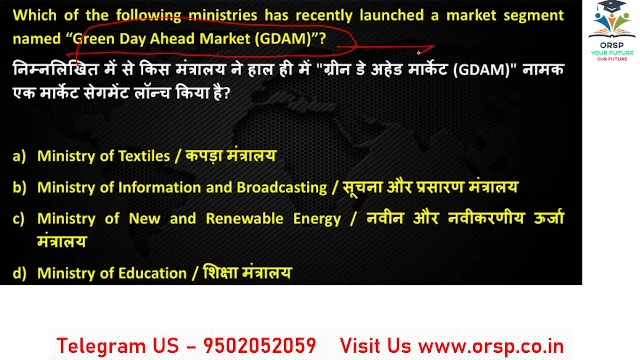 Which of the following ministries has recently launched a market segment
named “Green Day Ahead Market (GDAM)”?
निम्नलिखित में से किस मंत्रालय ने हाल ही में "ग्रीन डे अहेड मार्केट (GDAM)" नामक
एक मार्केट सेगमेंट लॉन्च किया है?
a) Ministry of Textiles / कपड़ा मंत्रालय
b) Ministry of Information and Broadcasting / सूचना और प्रसारण मंत्रालय
c) Ministry of New and Renewable Energy / नवीन और नवीकरणीय ऊर्जा
मंत्रालय
d) Ministry of Education / शिक्षा मंत्रालय
ORSP
YOUR FUTURE
OUR FUTURE
Telegram US – 9502052059 Visit Us www.orsp.co.in